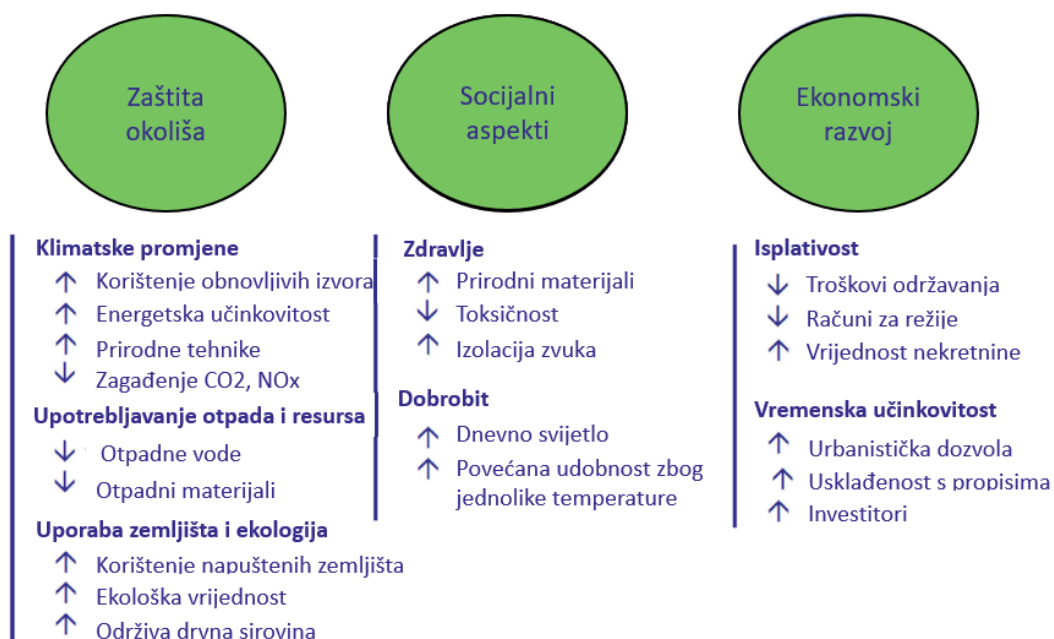 Zaštita
okoliša
Klimatske promjene
↑ Korištenje obnovljivih izvora
↑ Energetska učinkovitost
↑ Prirodne tehnike
↓ Zagađenje CO2, NOx
Upotrebljavanje otpada i resursa
↓ Otpadne vode
↓ Otpadni materijali
Uporaba zemljišta i ekologija
↑ Korištenje napuštenih zemljišta
↑ Ekološka vrijednost
↑ Održiva drvna sirovina
Socijalni
aspekti
Zdravlje
↑ Prirodni materijali
↓ Toksičnost
↑ Izolacija zvuka
Dobrobit
↑ Dnevno svijetlo
↑ Povećana udobnost zbog
jednolike temperature
Ekonomski
razvoj
Isplativost
↓ Troškovi održavanja
↓ Računi za režije
↑ Vrijednost nekretnine
Vremenska učinkovitost
↑ Urbanistička dozvola
↑ Usklađenost s propisima
↑ Investitori